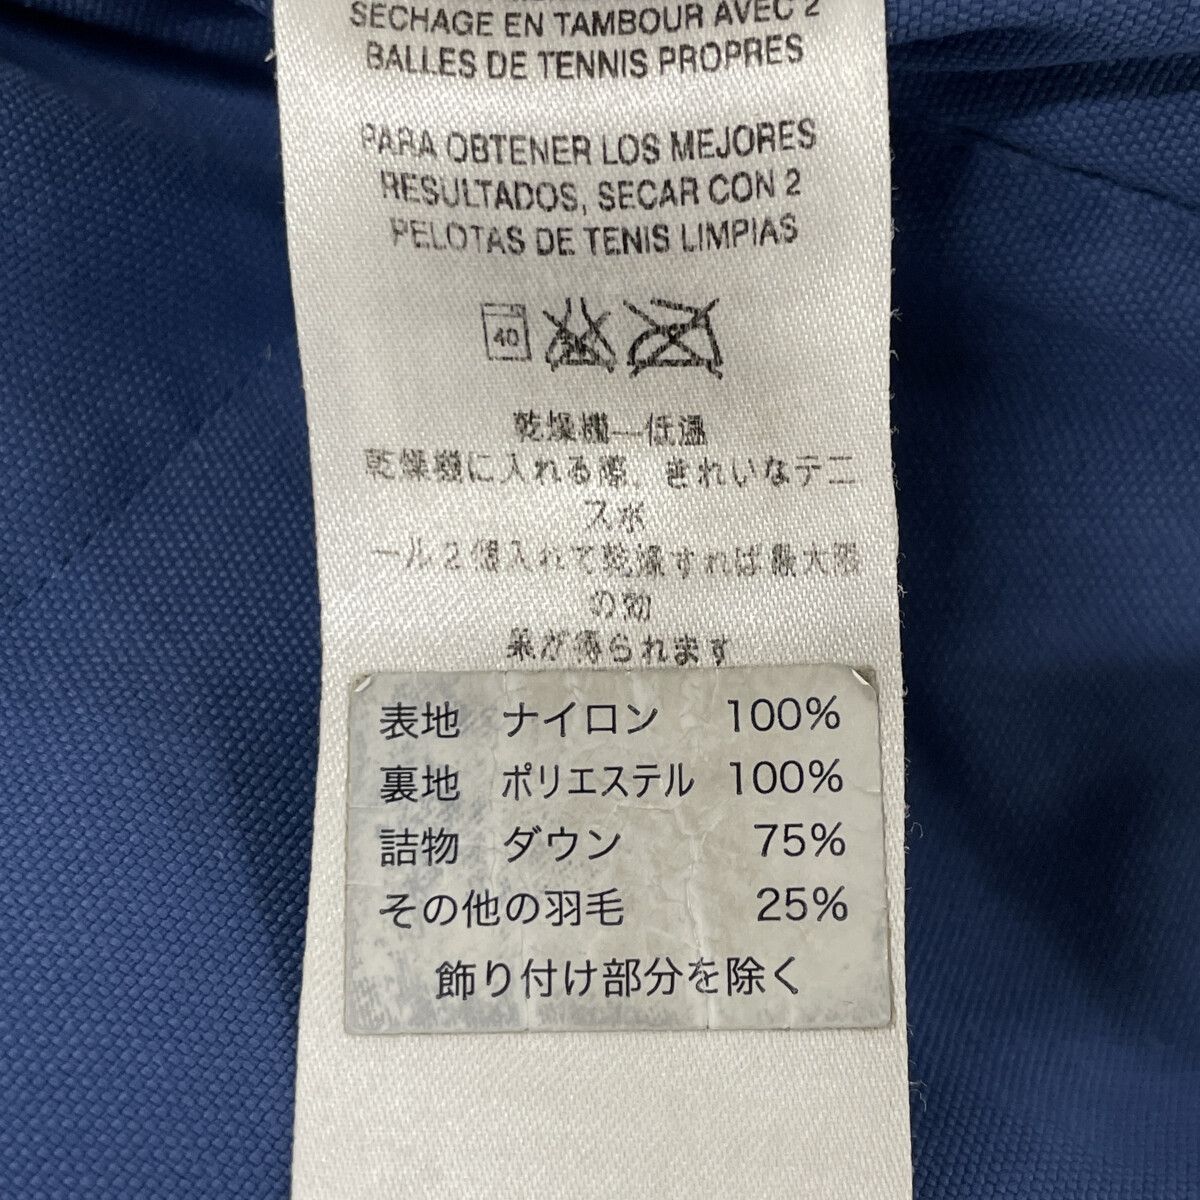 SECHAGE EN TAMBOUR AVEC 2
BALLES DE TENNIS PROPRES
PARA OBTENER LOS MEJORES
RESULTADOS, SECAR CON 2
PELOTAS DE TENIS LIMPIAS
40
乾燥機—低温
乾燥機に入れる際、きれいなテニ
スボ
ール2個入れて乾燥すれば最大限
の効
果が得られます
表地 ナイロン 100%
裏地 ポリエステル 100%
詰物 ダウン 75%
その他の羽毛 25%
飾り付け部分を除く